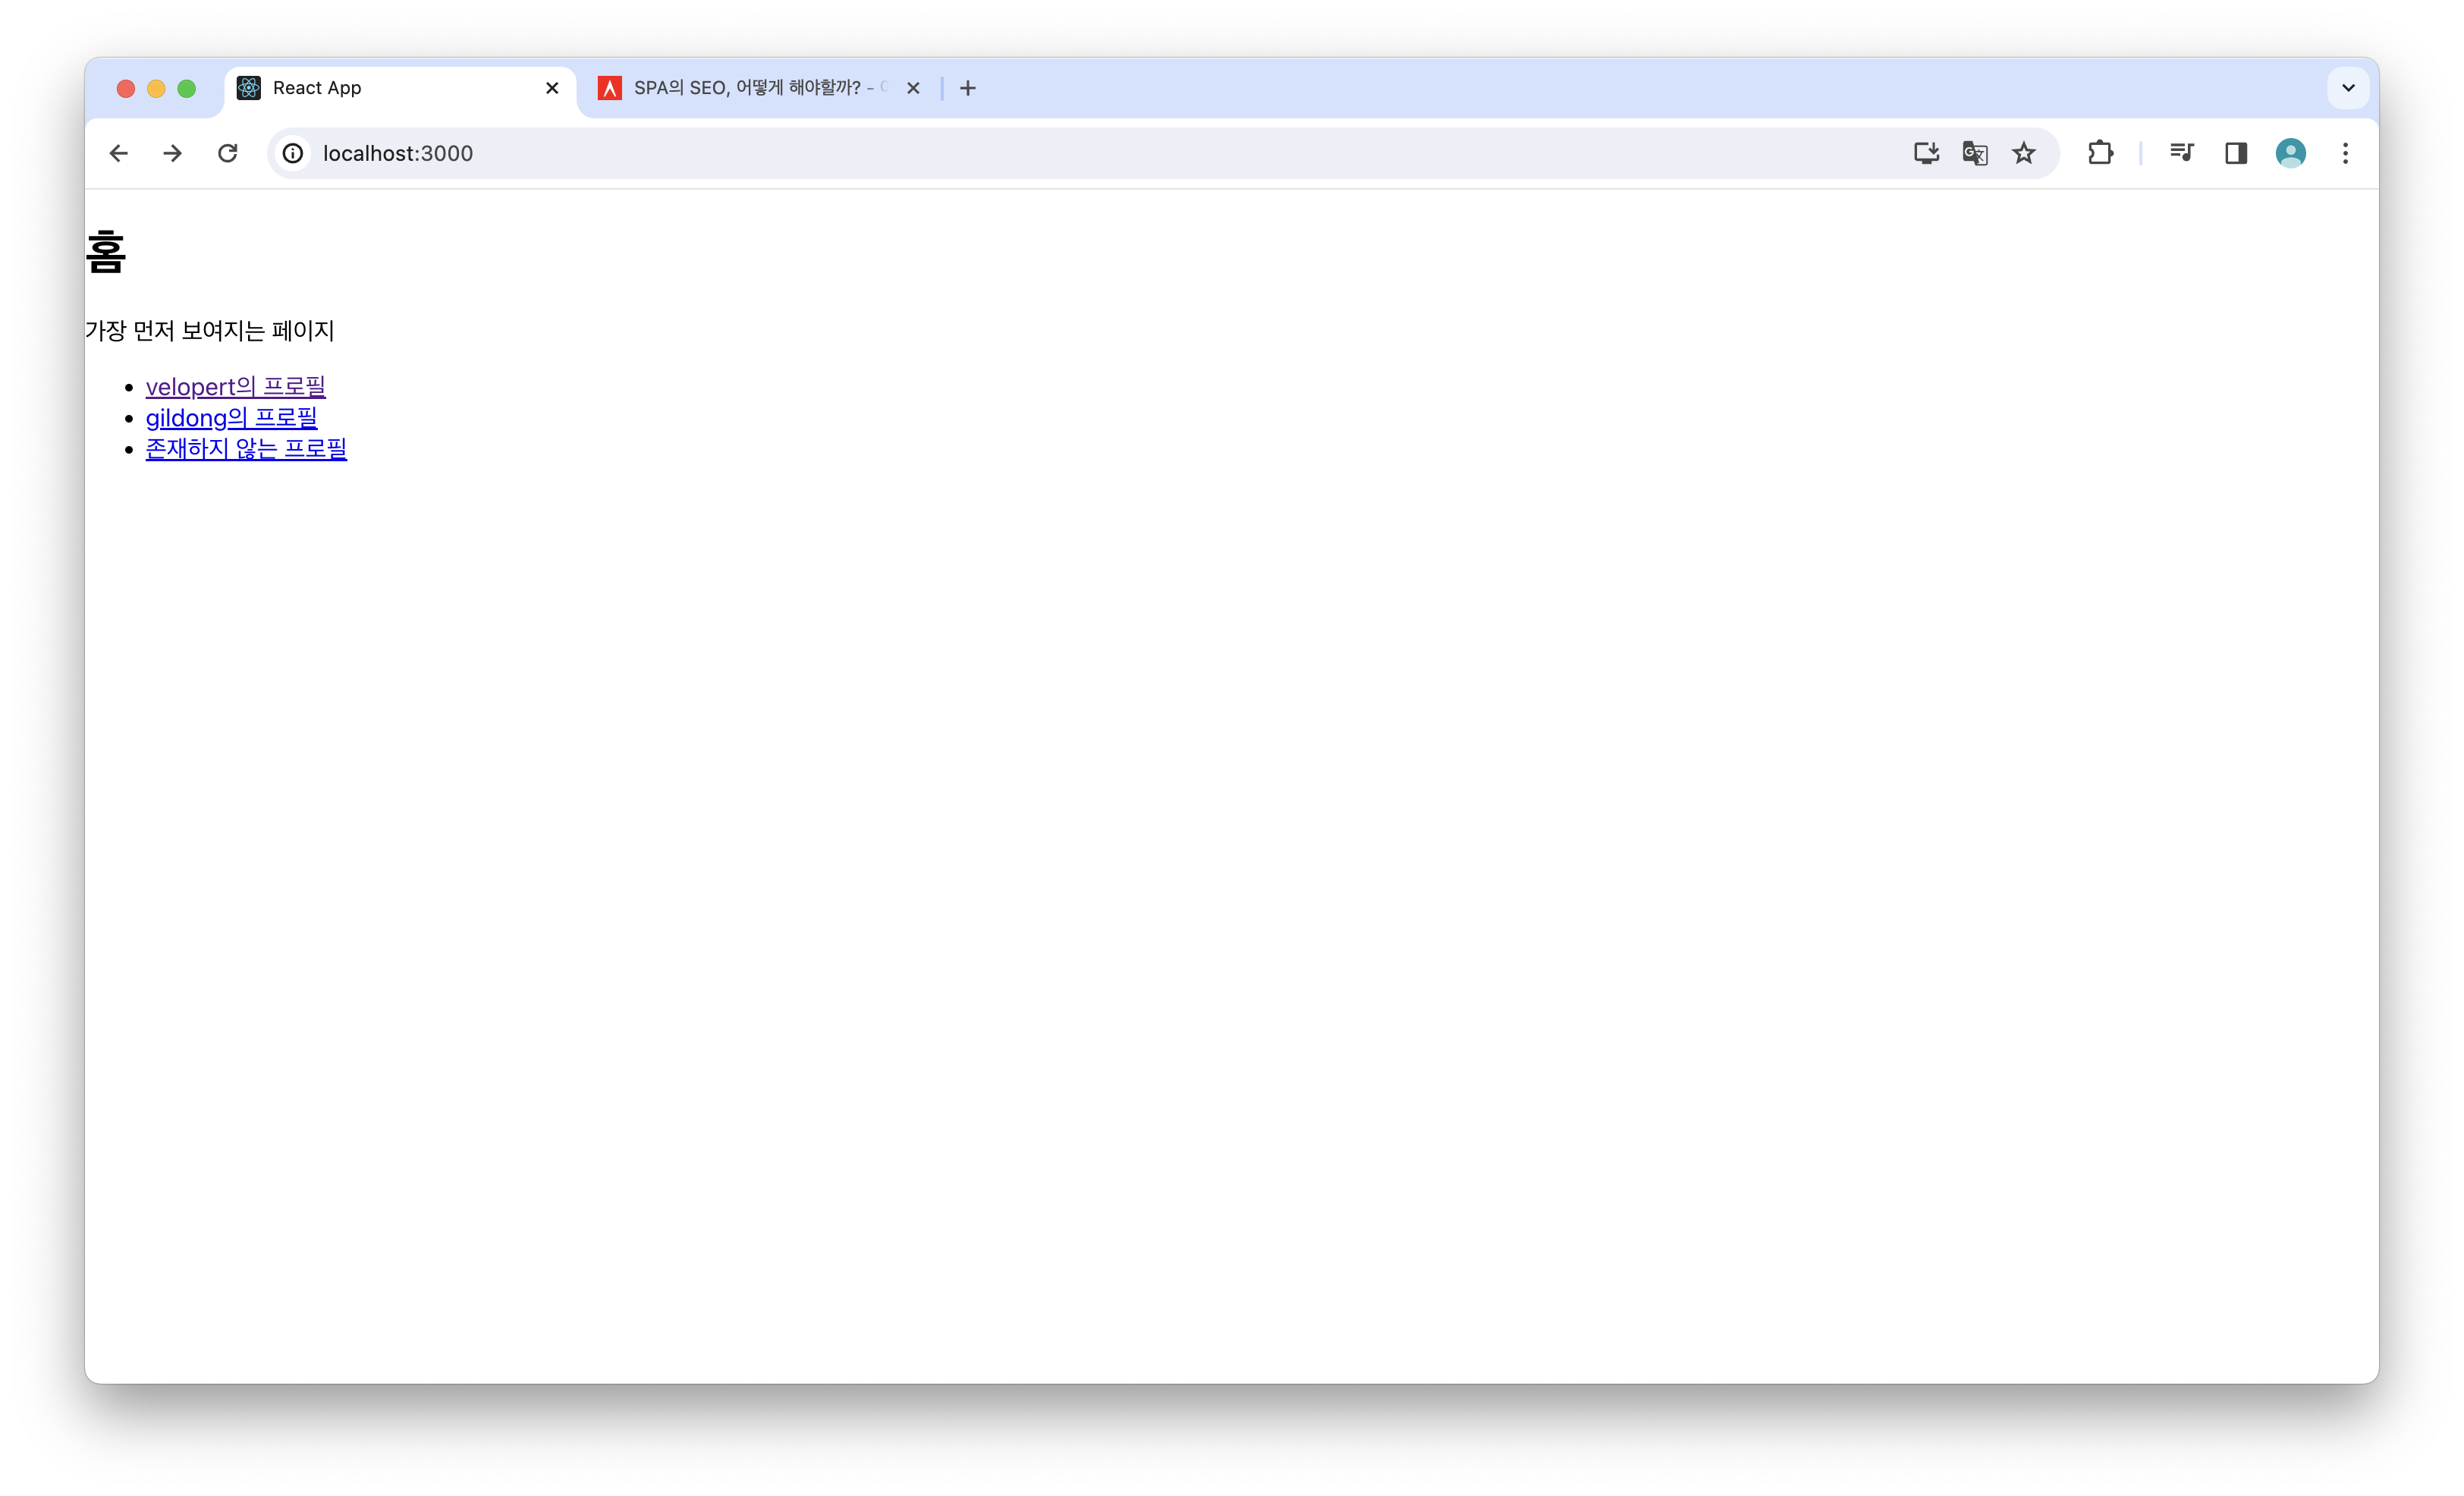 React App
SPA의 SEO, 어떻게 해야할까? -
localhost:3000
홈
가장 먼저 보여지는 페이지
velopert의 프로필
gildong의 프로필
존재하지 않는 프로필